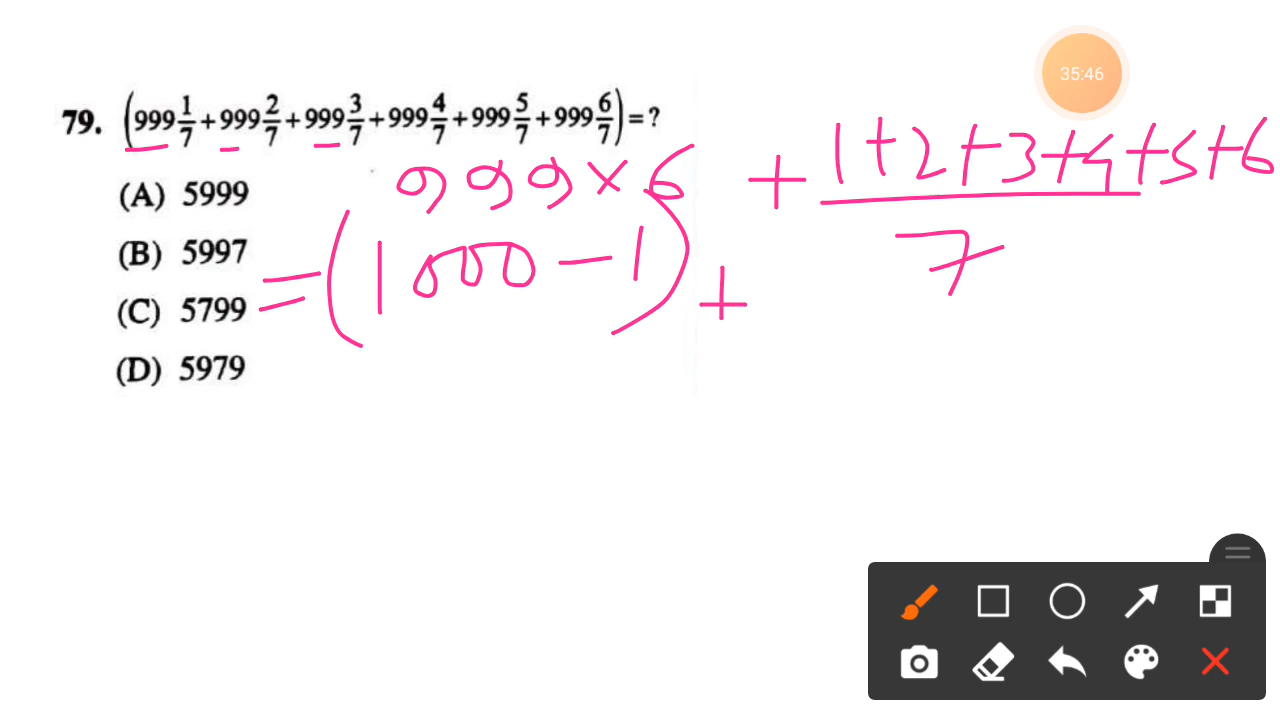 35:46
79. (999 1/7 + 999 2/7 + 999 3/7 + 999 4/7 + 999 5/7 + 999 6/7) = ?
(A) 5999
(B) 5997
(C) 5799
(D) 5979
999 × 6 + 1+2+3+4+5+6/7
= (1000 - 1) +